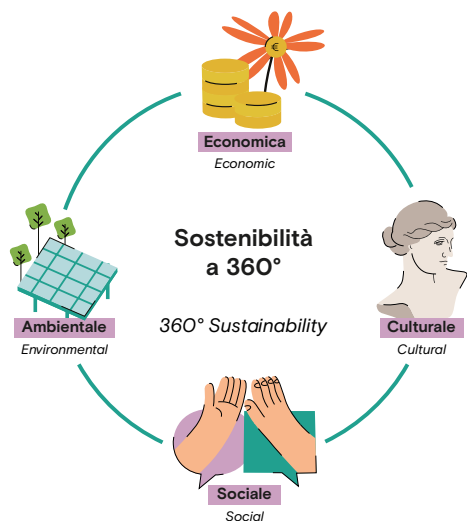 €
Economica
Economic
Sostenibilità
a 360°
360° Sustainability
Ambientale
Environmental
Culturale
Cultural
Sociale
Social